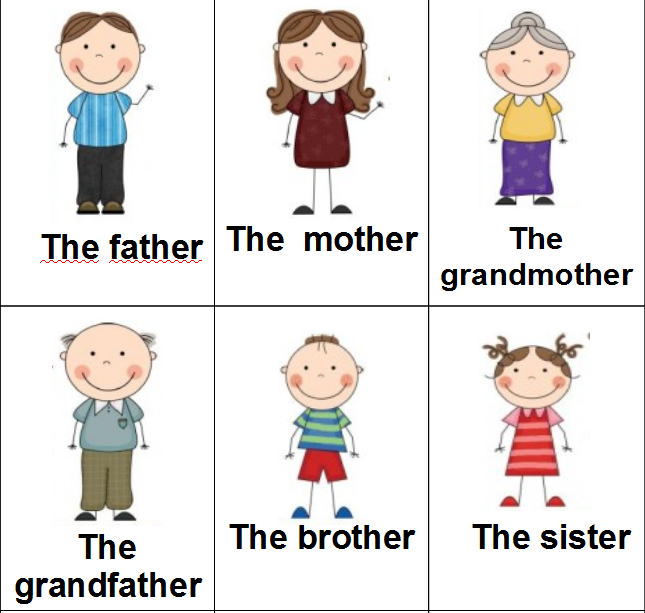 The father
The mother
The
grandmother
The
grandfather
The brother
The sister